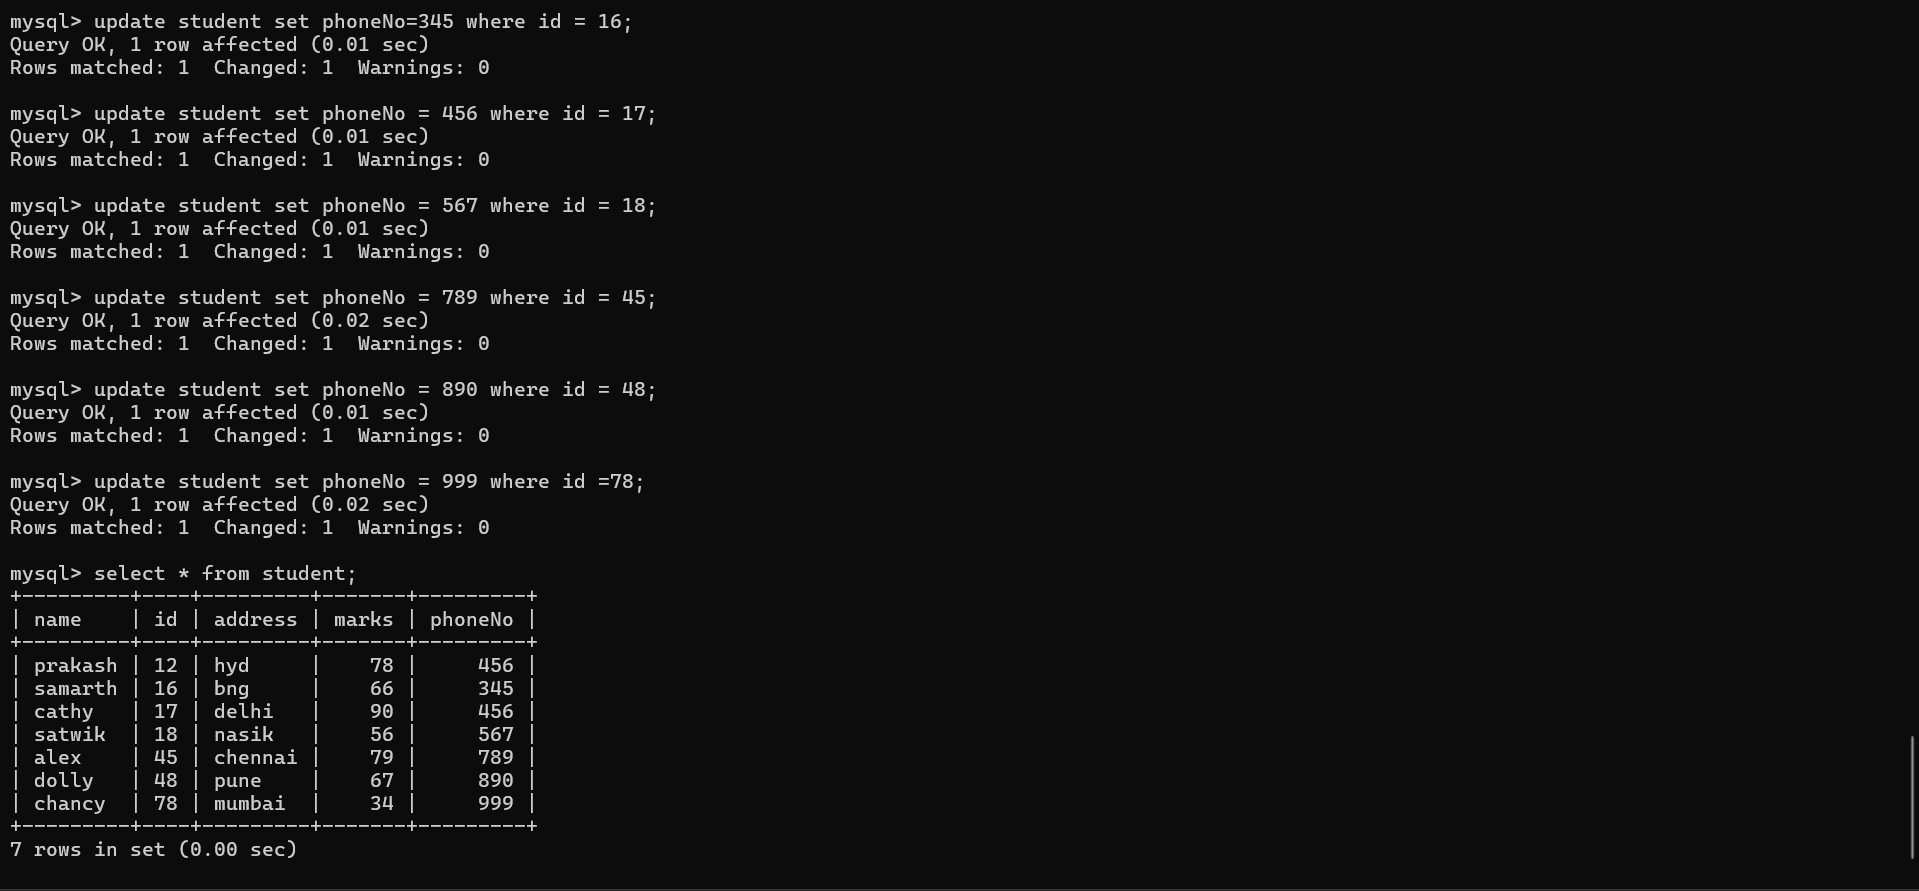 mysql> update student set phoneNo=345 where id = 16;
Query OK, 1 row affected (0.01 sec)
Rows matched: 1  Changed: 1  Warnings: 0

mysql> update student set phoneNo = 456 where id = 17;
Query OK, 1 row affected (0.01 sec)
Rows matched: 1  Changed: 1  Warnings: 0

mysql> update student set phoneNo = 567 where id = 18;
Query OK, 1 row affected (0.01 sec)
Rows matched: 1  Changed: 1  Warnings: 0

mysql> update student set phoneNo = 789 where id = 45;
Query OK, 1 row affected (0.02 sec)
Rows matched: 1  Changed: 1  Warnings: 0

mysql> update student set phoneNo = 890 where id = 48;
Query OK, 1 row affected (0.01 sec)
Rows matched: 1  Changed: 1  Warnings: 0

mysql> update student set phoneNo = 999 where id =78;
Query OK, 1 row affected (0.02 sec)
Rows matched: 1  Changed: 1  Warnings: 0

mysql> select * from student;
+---------+----+---------+-------+---------+
| name    | id | address | marks | phoneNo |
+---------+----+---------+-------+---------+
| prakash | 12 | hyd     |    78 |     456 |
| samarth | 16 | bng     |    66 |     345 |
| cathy   | 17 | delhi   |    90 |     456 |
| satwik  | 18 | nasik   |    56 |     567 |
| alex    | 45 | chennai |    79 |     789 |
| dolly   | 48 | pune    |    67 |     890 |
| chancy  | 78 | mumbai  |    34 |     999 |
+---------+----+---------+-------+---------+
7 rows in set (0.00 sec)